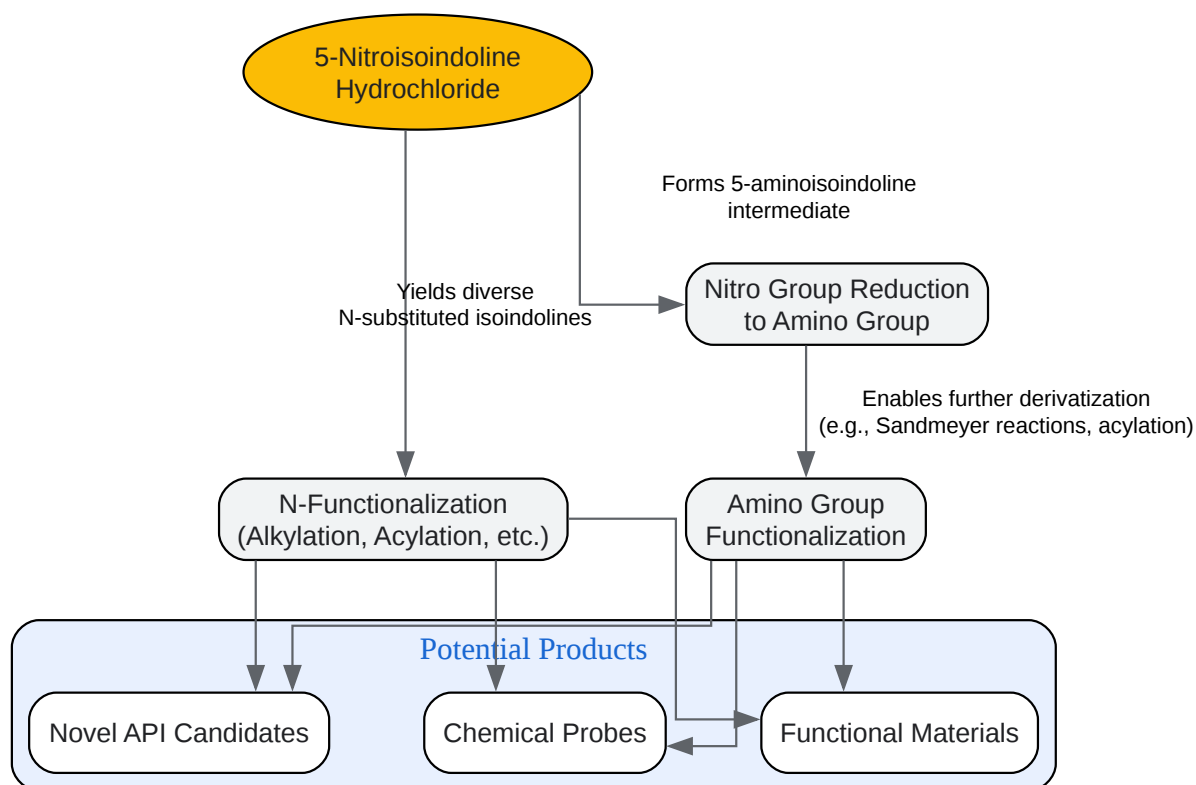 5-Nitroisoindoline
Hydrochloride
Forms 5-aminoisoindoline
intermediate
Yields diverse
N-substituted isoindolines
Nitro Group Reduction
to Amino Group
Enables further derivatization
(e.g., Sandmeyer reactions, acylation)
N-Functionalization
(Alkylation, Acylation, etc.)
Amino Group
Functionalization
Potential Products
Novel API Candidates
Chemical Probes
Functional Materials